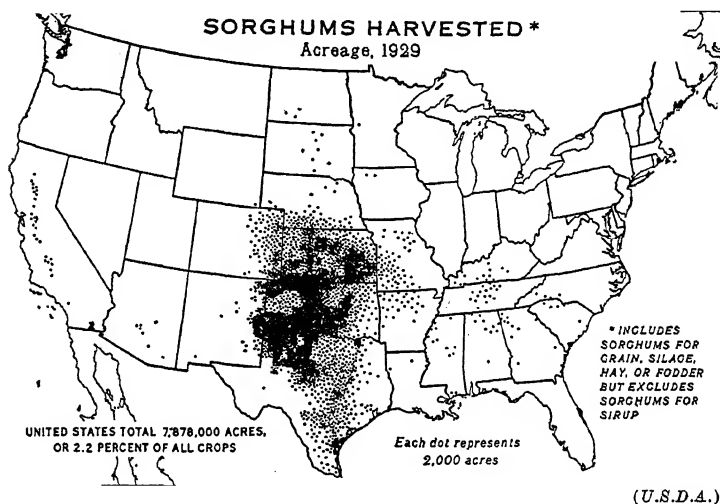 SORGHUMS HARVESTED*
Acreage, 1929
* INCLUDES
SORGHUMS FOR
GRAIN, SILAGE,
HAY, OR FODDER
BUT EXCLUDES
SORGHUMS FOR
SIRUP
UNITED STATES TOTAL 7,878,000 ACRES,
OR 2.2 PERCENT OF ALL CROPS
Each dot represents
2,000 acres
(U.S.D.A.)